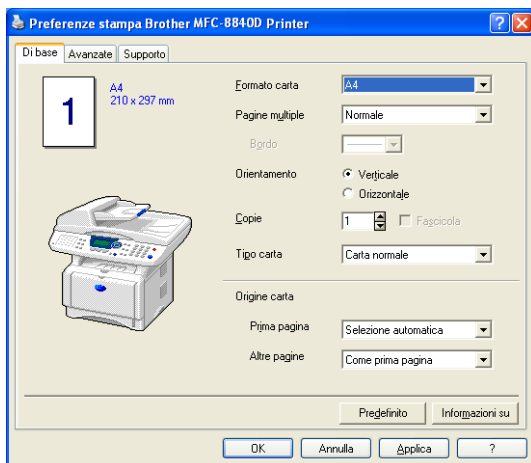 Preferenze stampa Brother MFC-8840D Printer
Di base
Avanzate
Supporto
1
A4
210 x 297 mm
Formato carta
A4
Pagine multiple
Normale
Bordo
Orientamento
Verticale
Orizzontale
Copie
1
Fascicola
Tipo carta
Carta normale
Origine carta
Prima pagina
Selezione automatica
Altre pagine
Come prima pagina
Predefinito
Informazioni su
OK
Annulla
Applica
?